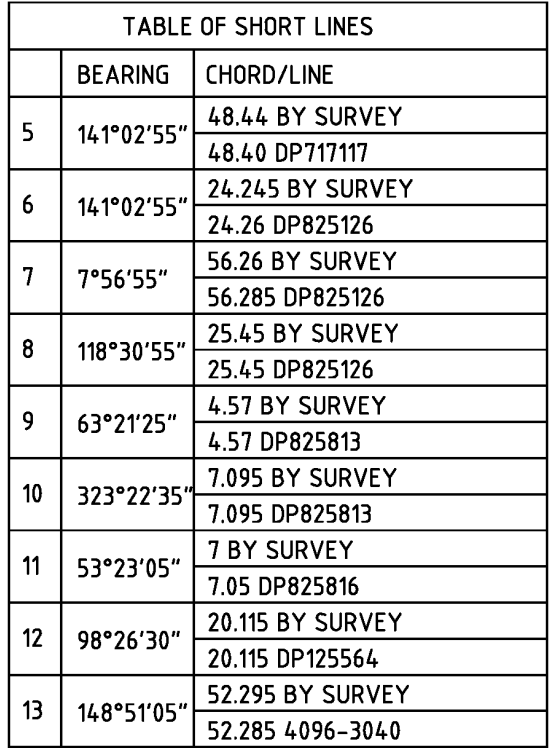 TABLE OF SHORT LINES
BEARING CHORD/LINE
5 141°02'55" 48.44 BY SURVEY
48.40 DP717117
6 141°02'55" 24.245 BY SURVEY
24.26 DP825126
7 7°56'55" 56.26 BY SURVEY
56.285 DP825126
8 118°30'55" 25.45 BY SURVEY
25.45 DP825126
9 63°21'25" 4.57 BY SURVEY
4.57 DP825813
10 323°22'35" 7.095 BY SURVEY
7.095 DP825813
11 53°23'05" 7 BY SURVEY
7.05 DP825816
12 98°26'30" 20.115 BY SURVEY
20.115 DP125564
13 148°51'05" 52.295 BY SURVEY
52.285 4096-3040